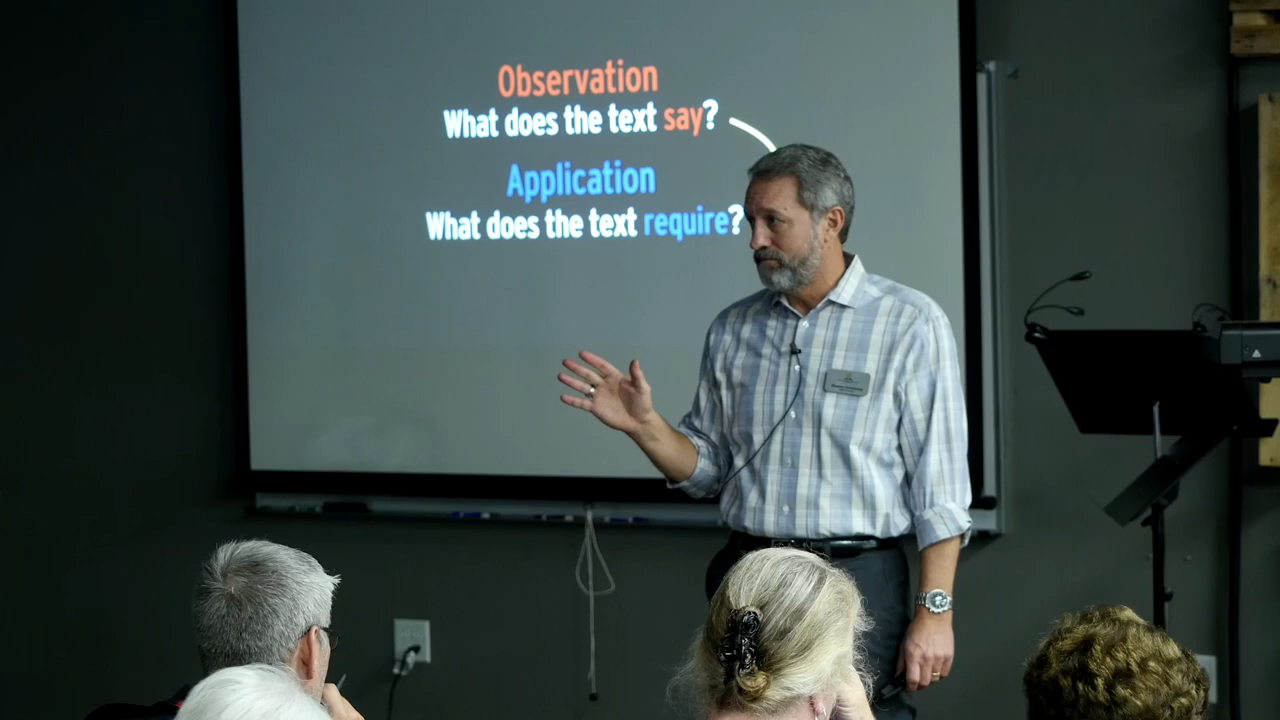 Observation
What does the text say?
Application
What does the text require?